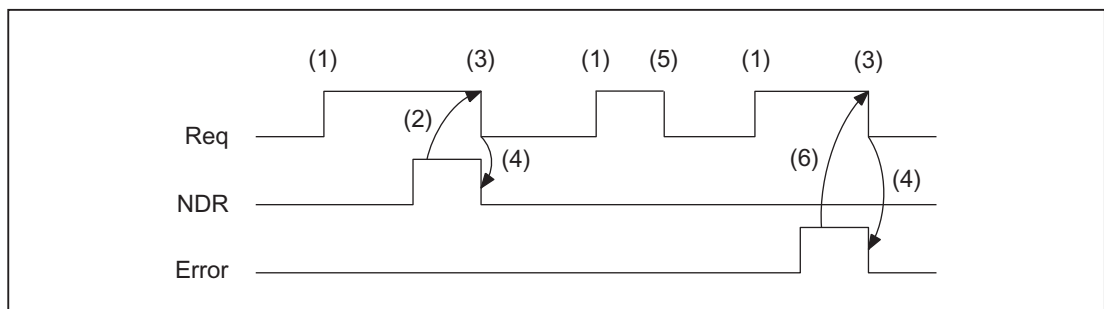 (1) (3) (1) (5) (1) (3)
(2)
Req
(4) (6) (4)
NDR
Error